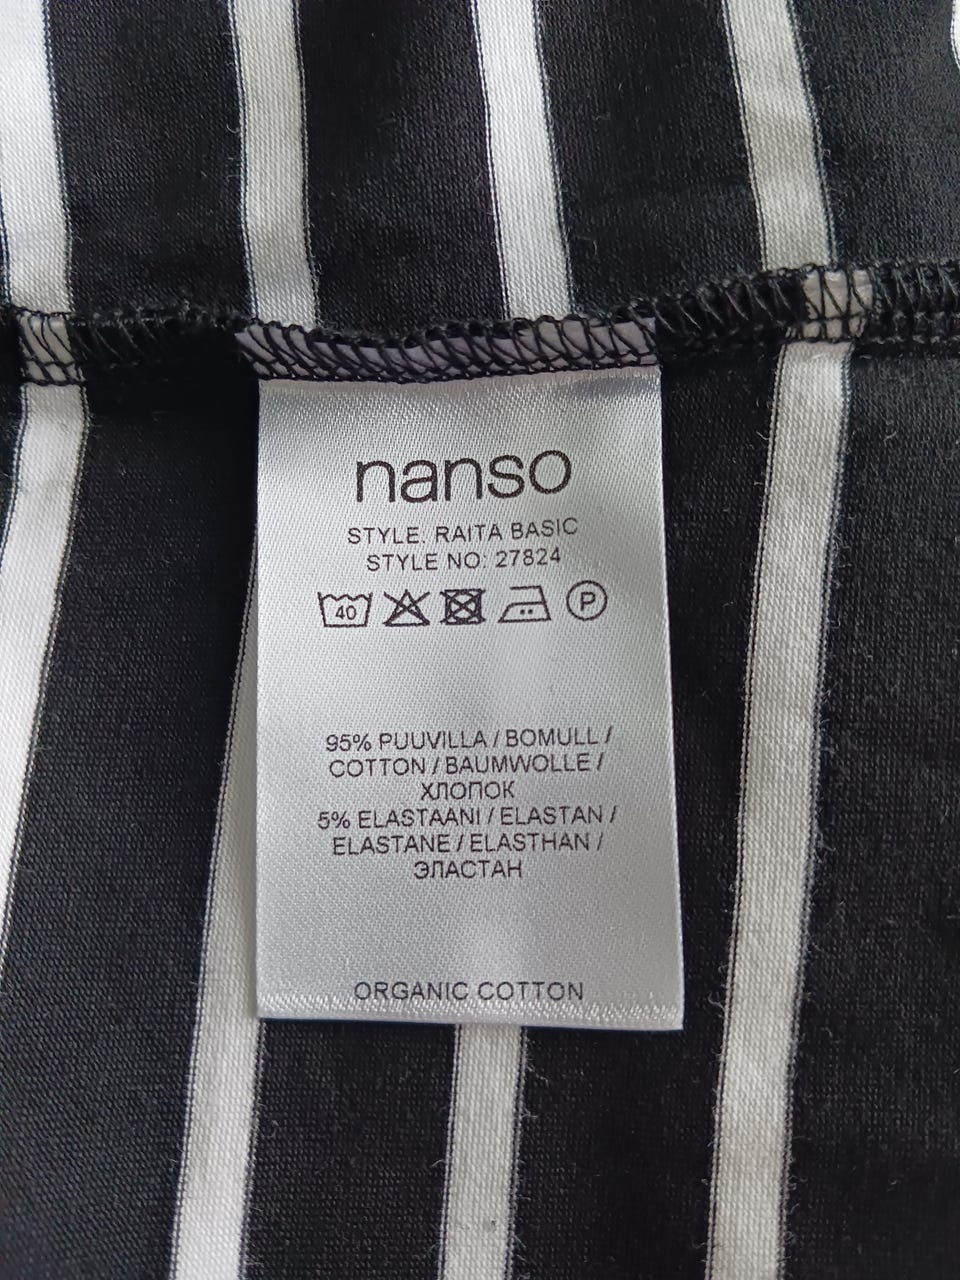 nanso
STYLE: RAITA BASIC
STYLE NO: 27824
40 P
95% PUUVILLA / BOMULL /
COTTON / BAUMWOLLE /
ХЛОПОК
5% ELASTAANI / ELASTAN /
ELASTANE / ELASTHAN /
ЭЛАСТАН
ORGANIC COTTON